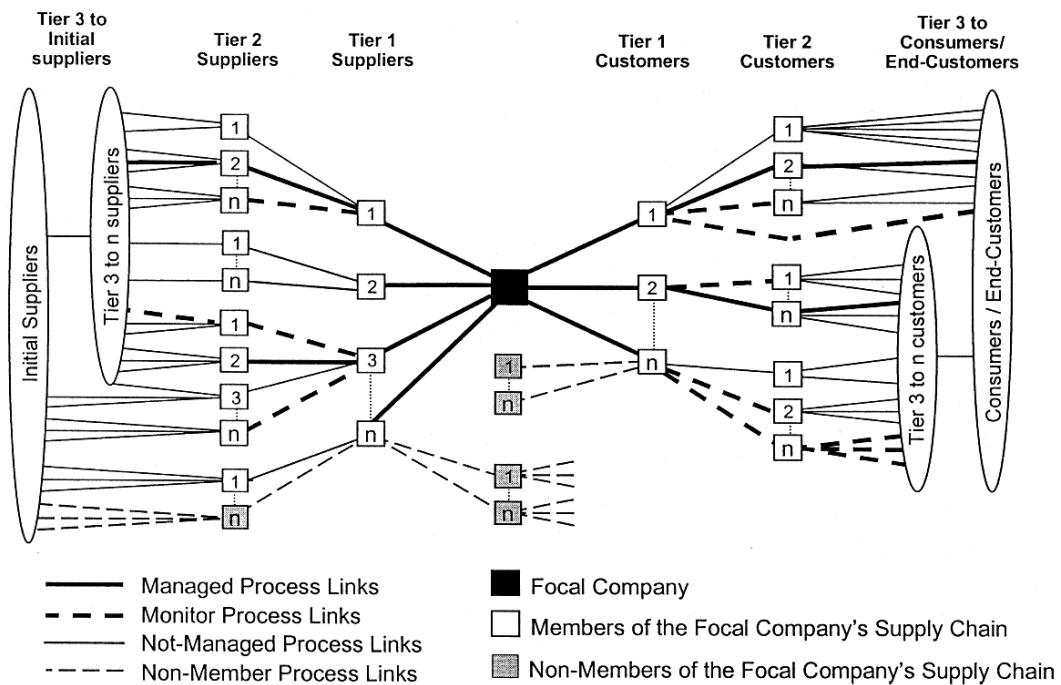 Tier 3 to
Initial
suppliers
Tier 2
Suppliers
Tier 1
Suppliers
Tier 1
Customers
Tier 2
Customers
Tier 3 to
Consumers/
End-Customers
Initial Suppliers
Tier 3 to n suppliers
1
2
n
1
n
1
2
3
n
1
n
1
2
3
n
1
n
1
n
1
2
n
1
2
n
1
n
1
2
n
Tier 3 to n customers
Consumers / End-Customers
Managed Process Links
Monitor Process Links
Not-Managed Process Links
Non-Member Process Links
Focal Company
Members of the Focal Company's Supply Chain
Non-Members of the Focal Company's Supply Chain